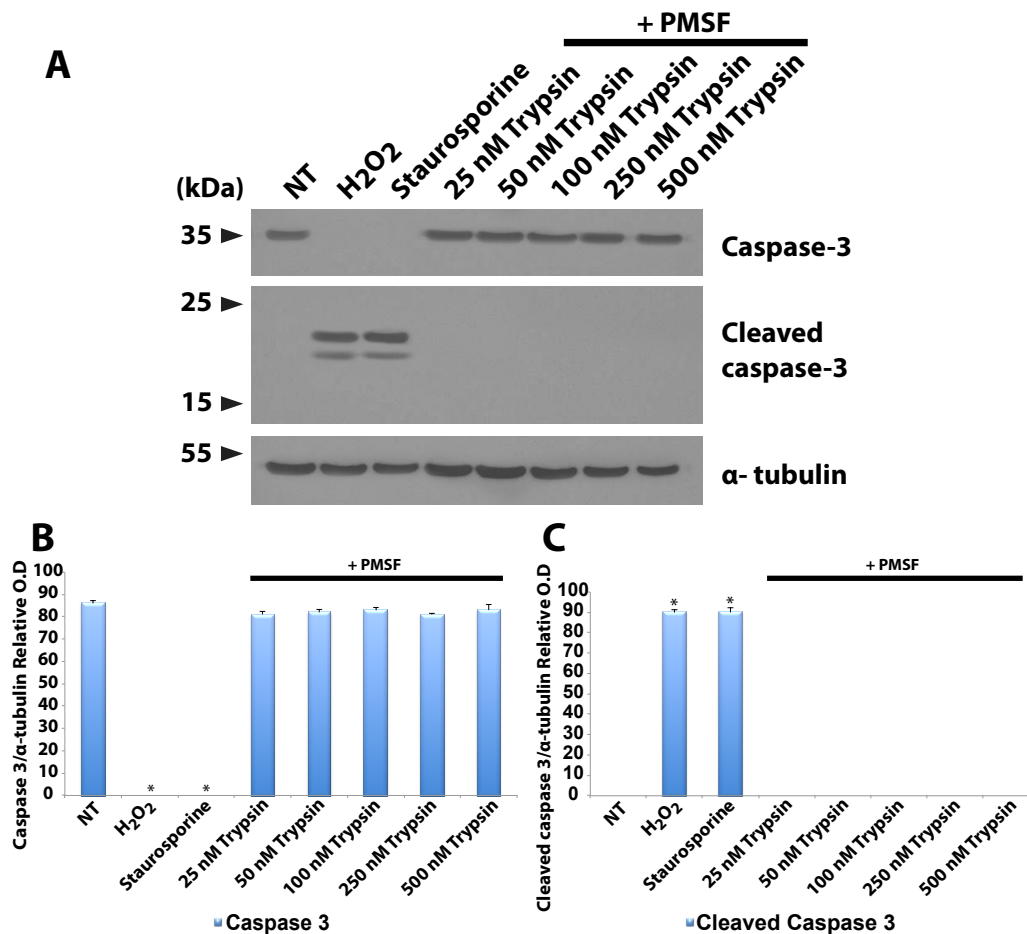 A
+ PMSF
(kDa)
NT
H2O2
Staurosporine
25 nM Trypsin
50 nM Trypsin
100 nM Trypsin
250 nM Trypsin
500 nM Trypsin
35
Caspase-3
25
15
Cleaved
caspase-3
55
α- tubulin
B
+ PMSF
Caspase 3/α-tubulin Relative O.D
100
90
80
70
60
50
40
30
20
10
0
*
*
NT
H2O2
Staurosporine
25 nM Trypsin
50 nM Trypsin
100 nM Trypsin
250 nM Trypsin
500 nM Trypsin
Caspase 3
C
+ PMSF
Cleaved caspase 3/α-tubulin Relative O.D
100
90
80
70
60
50
40
30
20
10
0
*
*
NT
H2O2
Staurosporine
25 nM Trypsin
50 nM Trypsin
100 nM Trypsin
250 nM Trypsin
500 nM Trypsin
Cleaved Caspase 3